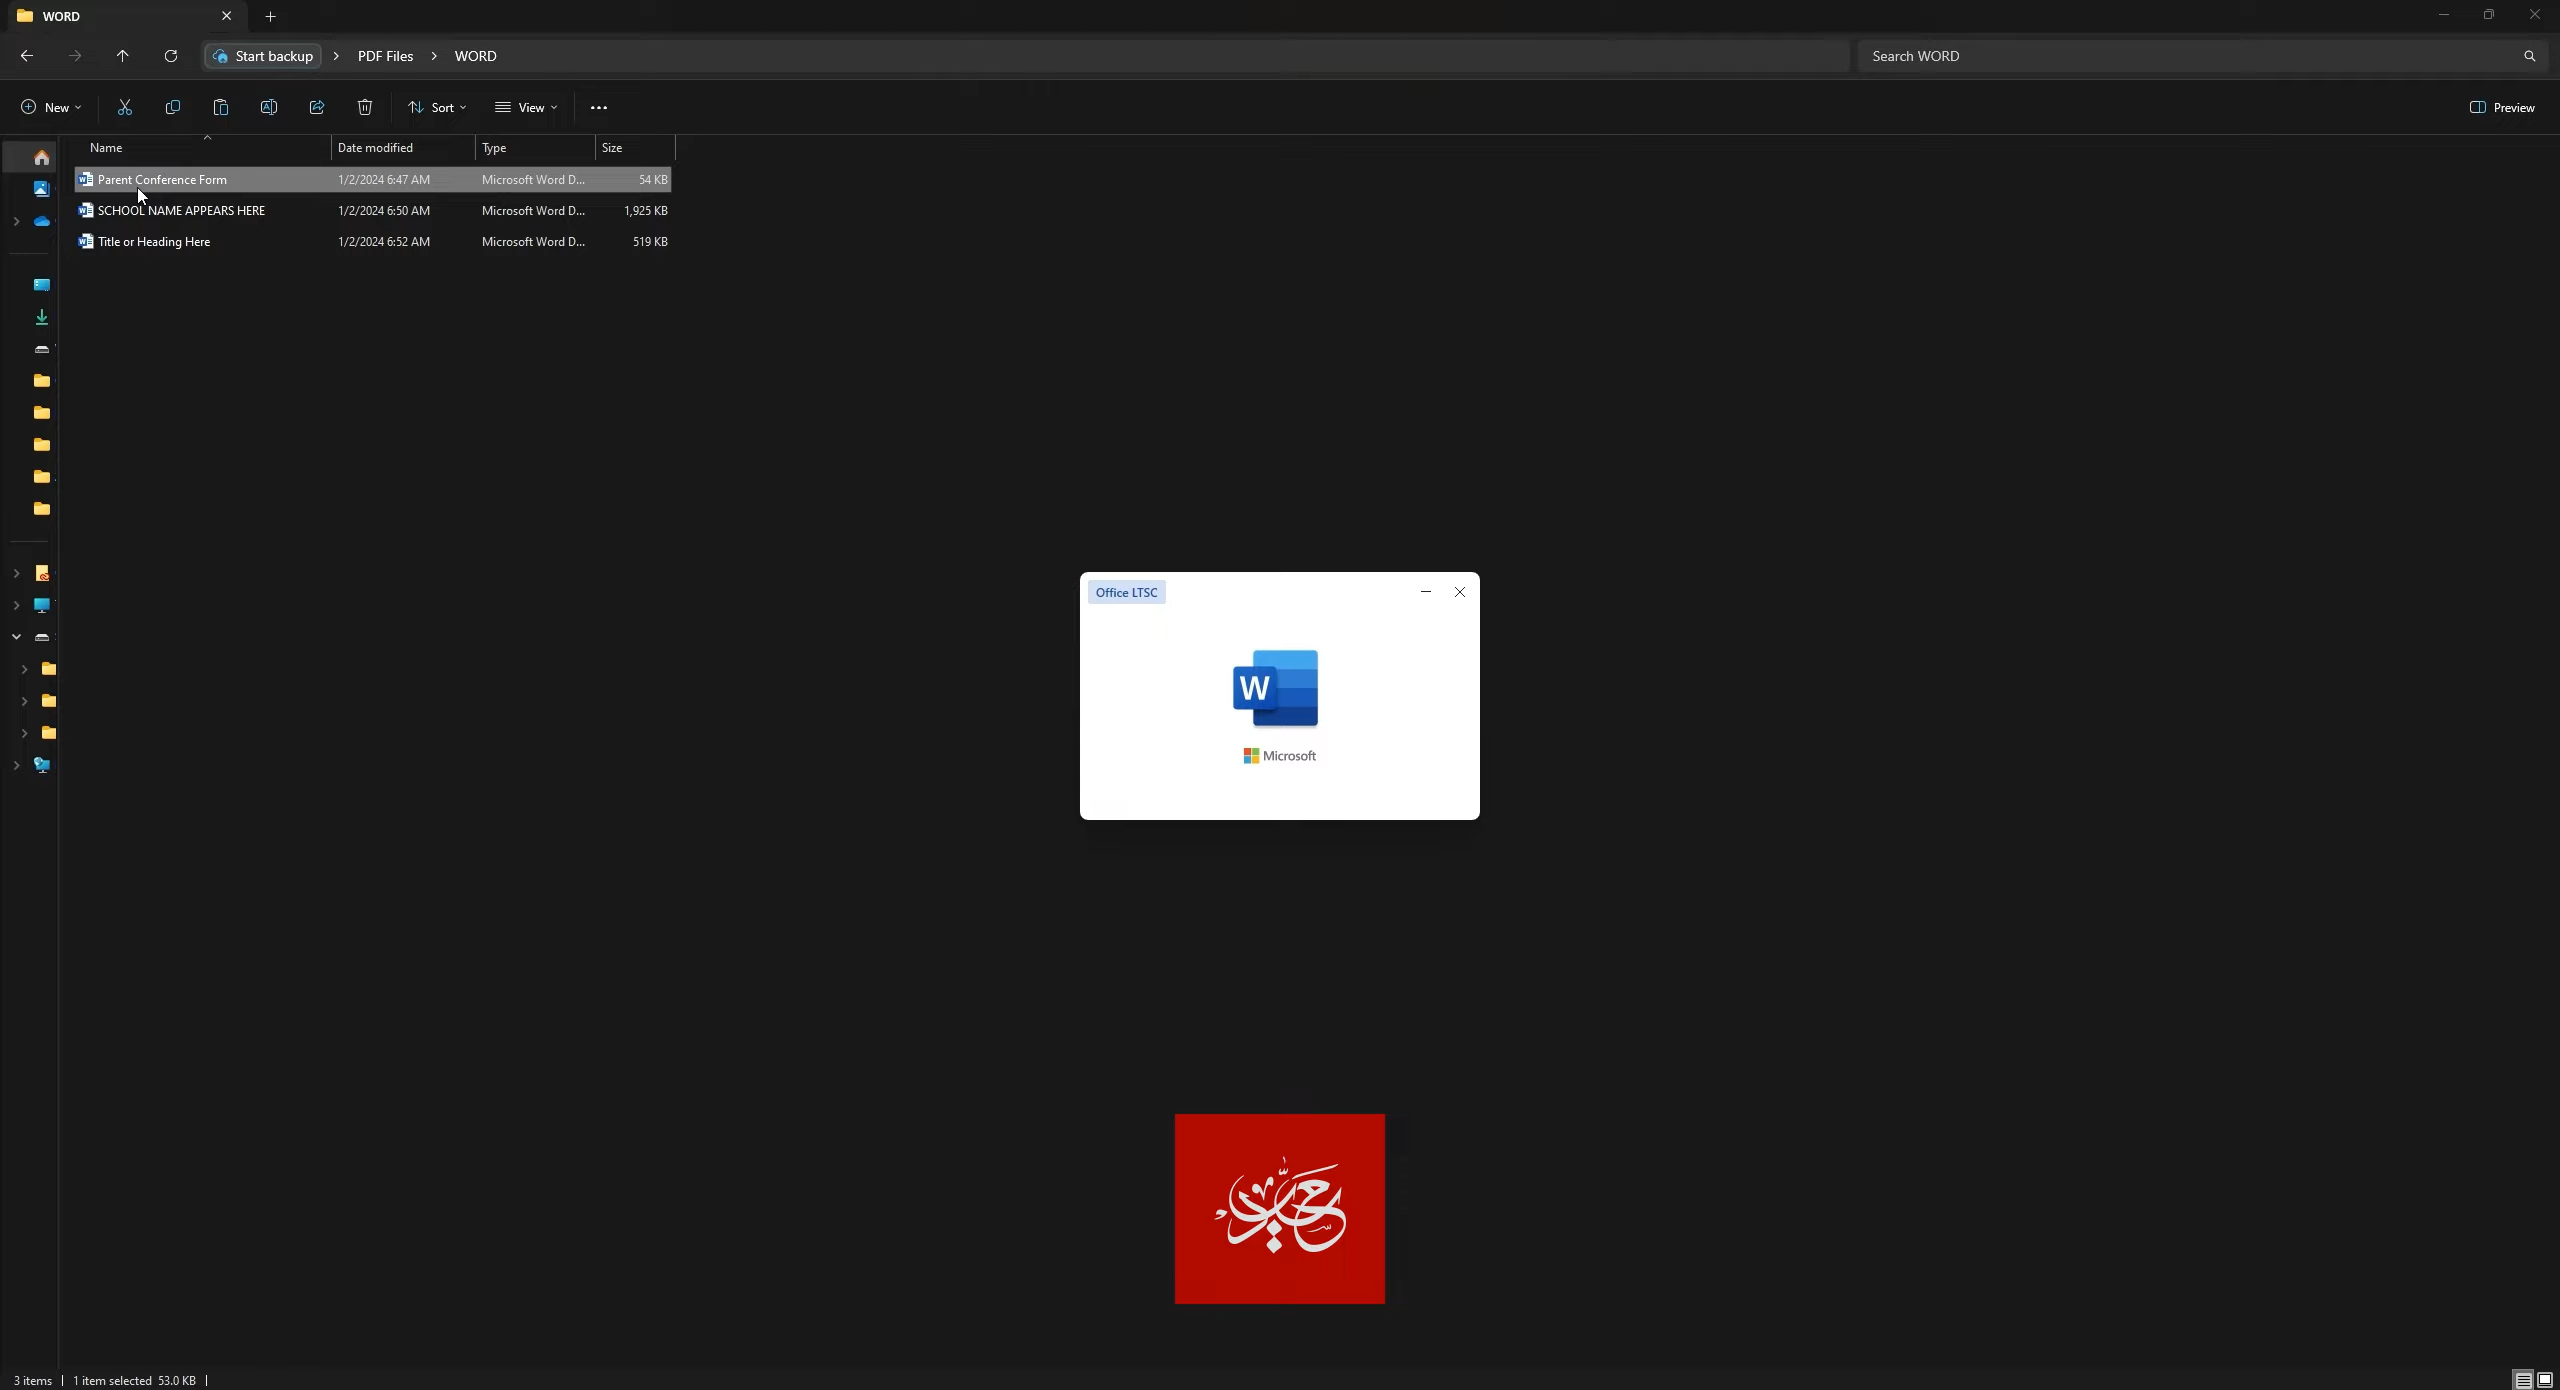 WORD
Start backup > PDF Files > WORD
Search WORD
New
Sort
View
Preview
Name Date modified Type Size
Parent Conference Form 1/2/2024 6:47 AM Microsoft Word D... 54 KB
SCHOOL NAME APPEARS HERE 1/2/2024 6:50 AM Microsoft Word D... 1,925 KB
Title or Heading Here 1/2/2024 6:52 AM Microsoft Word D... 519 KB
Office LTSC
W
Microsoft
3 items 1 item selected 53.0 KB